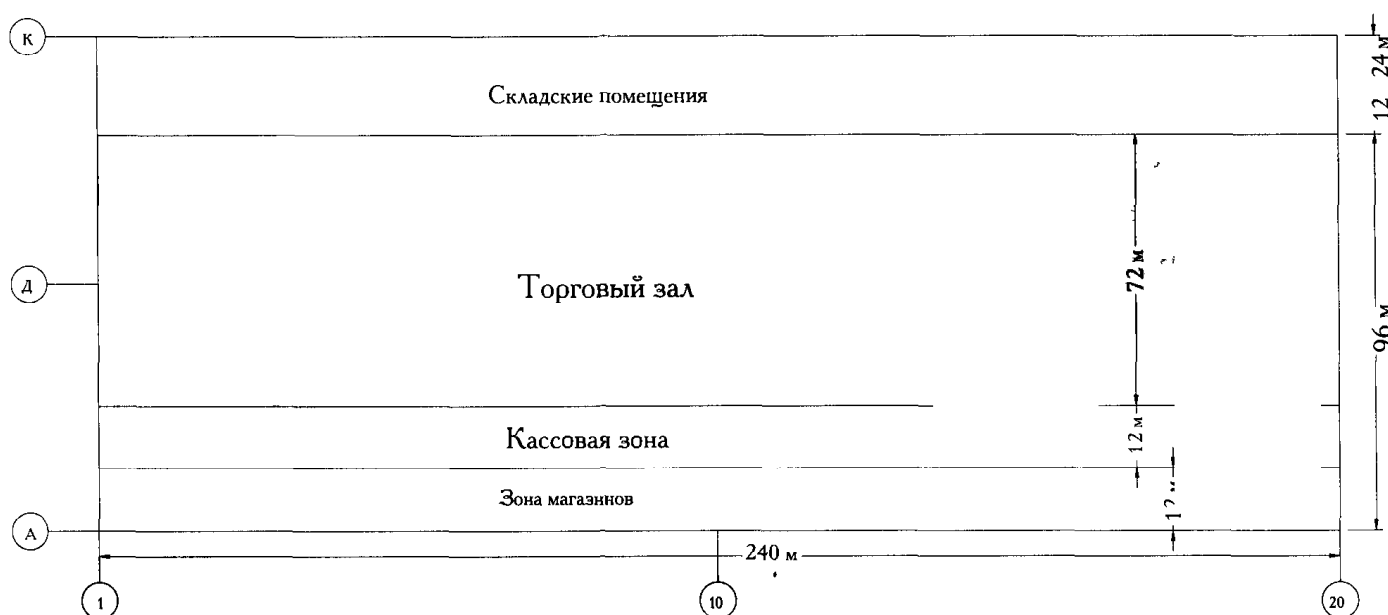 К
24 м
12
Складские помещения
Д
Торговый зал
72 м
96 м
Кассовая зона
12 м
Зона магазинов
А
240 м
1
10
20